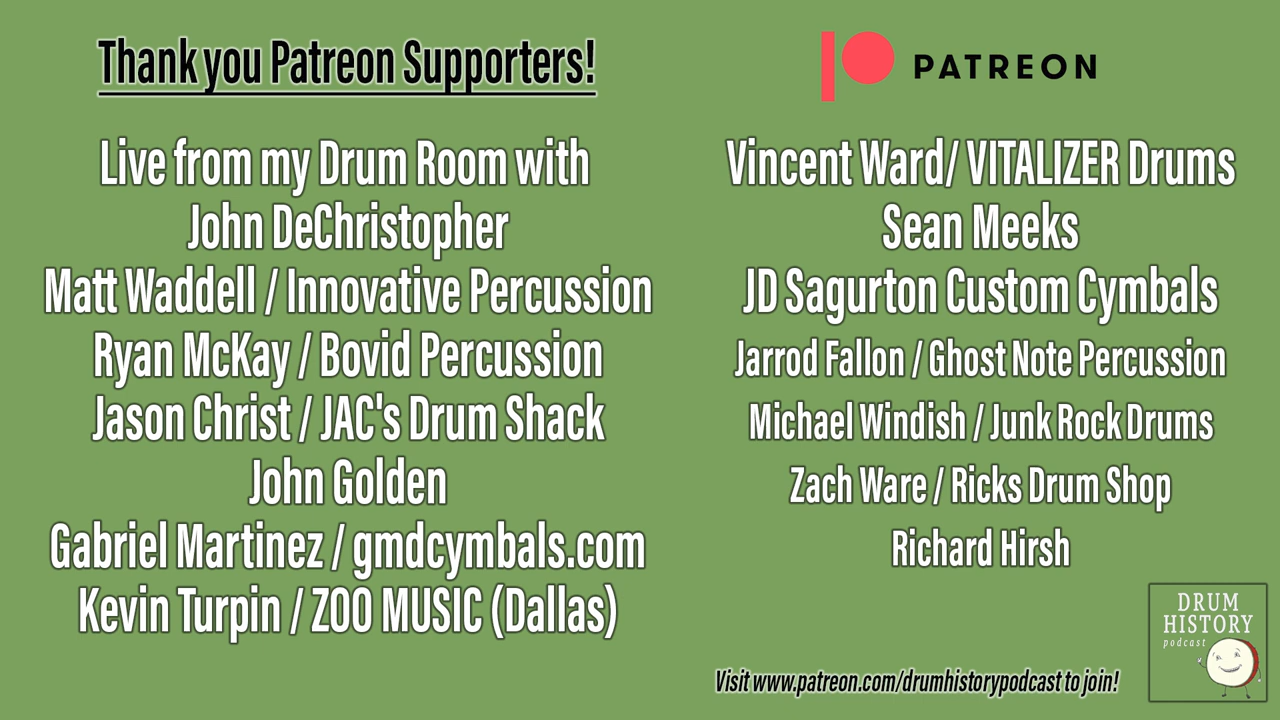 Thank you Patreon Supporters!
Live from my Drum Room with
John DeChristopher
Matt Waddell / Innovative Percussion
Ryan McKay / Bovid Percussion
Jason Christ / JAC's Drum Shack
John Golden
Gabriel Martinez / gmdcymbals.com
Kevin Turpin / ZOO MUSIC (Dallas)
PATREON
Vincent Ward/ VITALIZER Drums
Sean Meeks
JD Sagurton Custom Cymbals
Jarrod Fallon / Ghost Note Percussion
Michael Windish / Junk Rock Drums
Zach Ware / Ricks Drum Shop
Richard Hirsh
DRUM
HISTORY
podcast
Visit www.patreon.com/drumhistorypodcast to join!